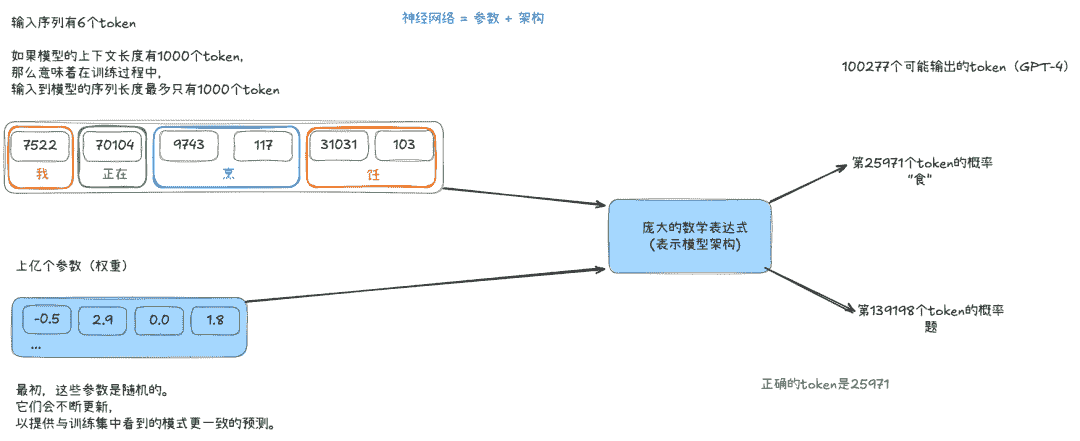 输入序列有6个token
神经网络 = 参数 + 架构
如果模型的上下文长度有1000个token，
那么意味着在训练过程中，
输入到模型的序列长度最多只有1000个token
100277个可能输出的token（GPT-4）
7522 70104 9743 117 31031 103
我 正在 烹 饪
第25971个token的概率
"食"
庞大的数学表达式
(表示模型架构)
上亿个参数（权重）
-0.5 2.9 0.0 1.8
...
第139198个token的概率
题
正确的token是25971
最初，这些参数是随机的。
它们会不断更新，
以提供与训练集中看到的模式更一致的预测。